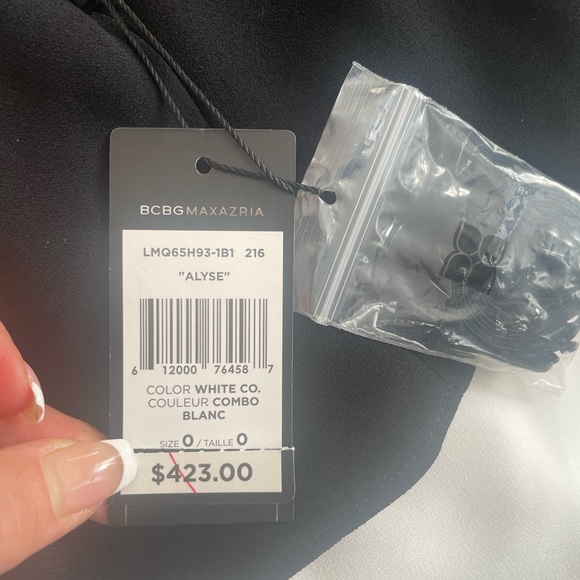 BCBGMAXAZRIA
LMQ65H93-1B1 216
"ALYSE"
6 12000 76458 7
COLOR WHITE CO.
COULEUR COMBO
BLANC
SIZE 0 / TAILLE 0
$423.00